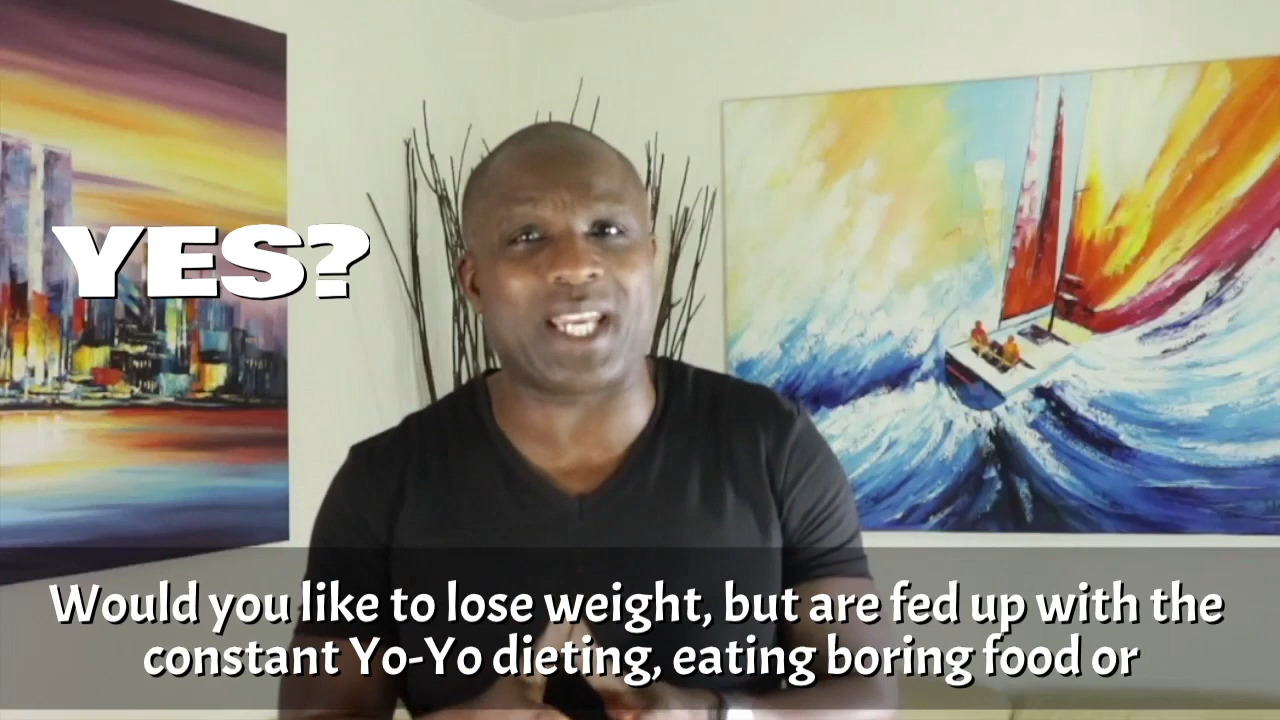 YES?
Would you like to lose weight, but are fed up with the
constant Yo-Yo dieting, eating boring food or